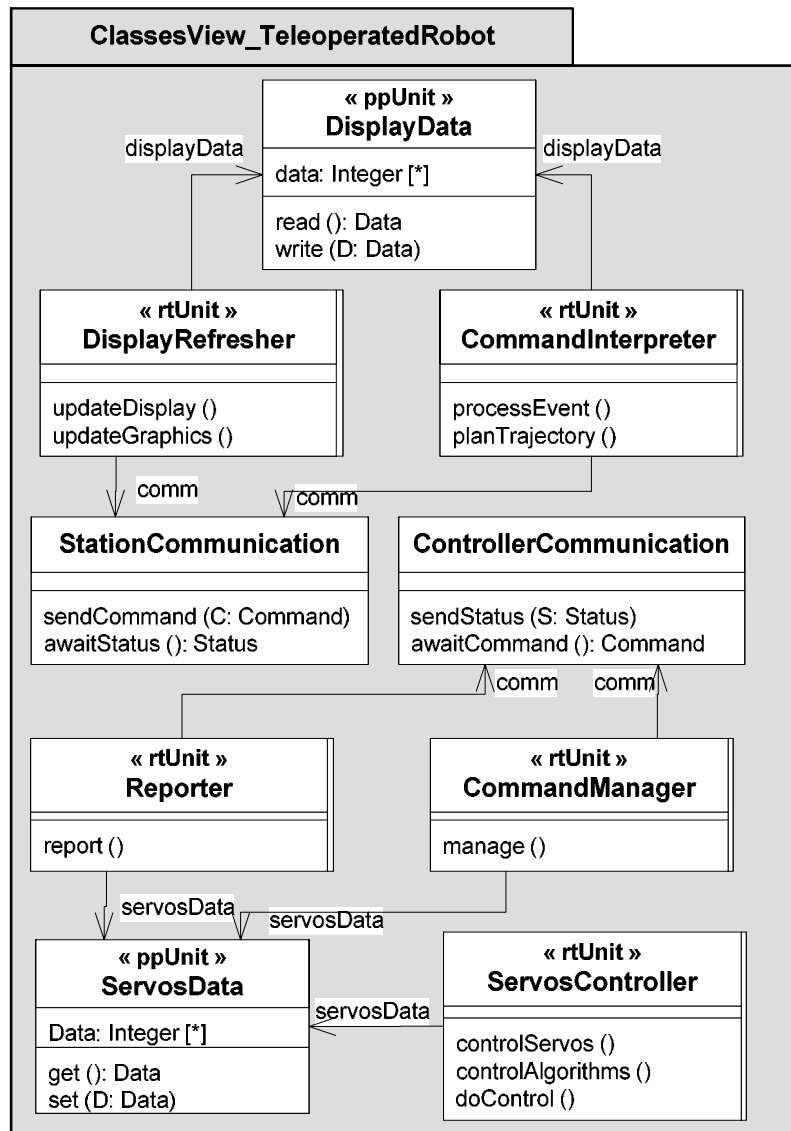 ClassesView_TeleoperatedRobot
« ppUnit »
DisplayData
displayData
displayData
data: Integer [*]
read (): Data
write (D: Data)
« rtUnit »
DisplayRefresher
updateDisplay ()
updateGraphics ()
« rtUnit »
CommandInterpreter
processEvent ()
planTrajectory ()
comm
comm
StationCommunication
sendCommand (C: Command)
awaitStatus (): Status
ControllerCommunication
sendStatus (S: Status)
awaitCommand (): Command
comm
comm
« rtUnit »
Reporter
report ()
« rtUnit »
CommandManager
manage ()
servosData
servosData
« ppUnit »
ServosData
Data: Integer [*]
get (): Data
set (D: Data)
servosData
« rtUnit »
ServosController
controlServos ()
controlAlgorithms ()
doControl ()